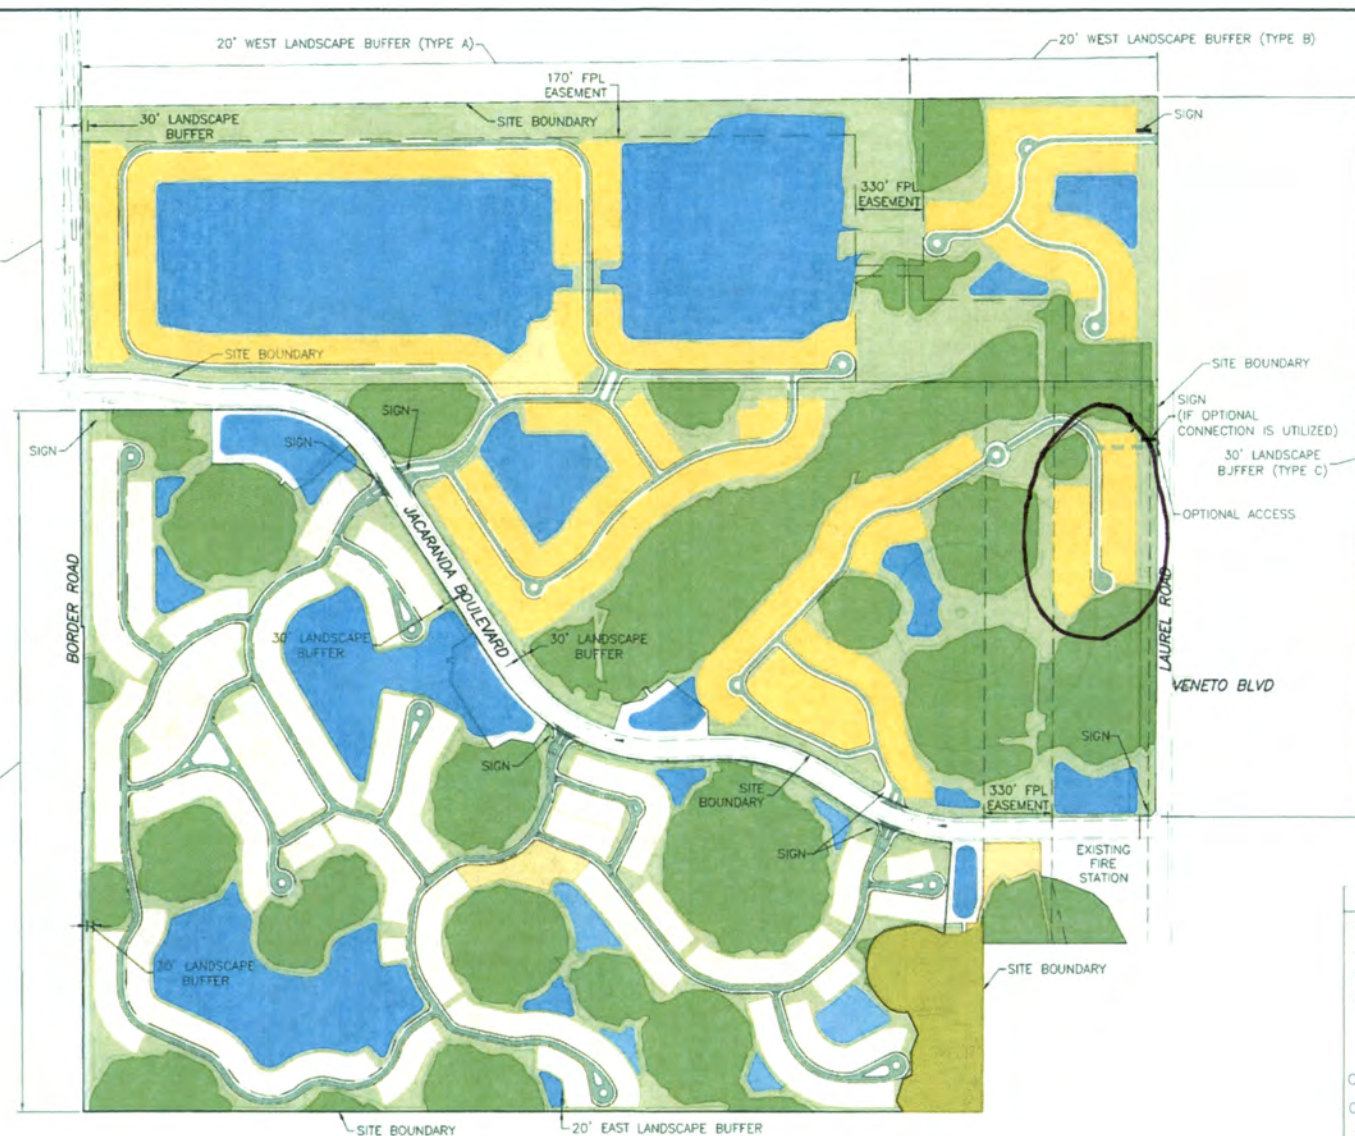 20' WEST LANDSCAPE BUFFER (TYPE A)
20' WEST LANDSCAPE BUFFER (TYPE B)
170' FPL
EASEMENT
30' LANDSCAPE
BUFFER
SITE BOUNDARY
SIGN
330' FPL
EASEMENT
SITE BOUNDARY
SITE BOUNDARY
SIGN
(IF OPTIONAL
CONNECTION IS UTILIZED)
30' LANDSCAPE
BUFFER (TYPE C)
OPTIONAL ACCESS
SIGN
SIGN
SIGN
JACARANDA BOULEVARD
BORDER ROAD
30' LANDSCAPE
BUFFER
30' LANDSCAPE
BUFFER
LAUREL ROAD
VENETO BLVD
SIGN
SIGN
SITE
BOUNDARY
330' FPL
EASEMENT
SIGN
EXISTING
FIRE
STATION
30' LANDSCAPE
BUFFER
SITE BOUNDARY
SITE BOUNDARY
20' EAST LANDSCAPE BUFFER